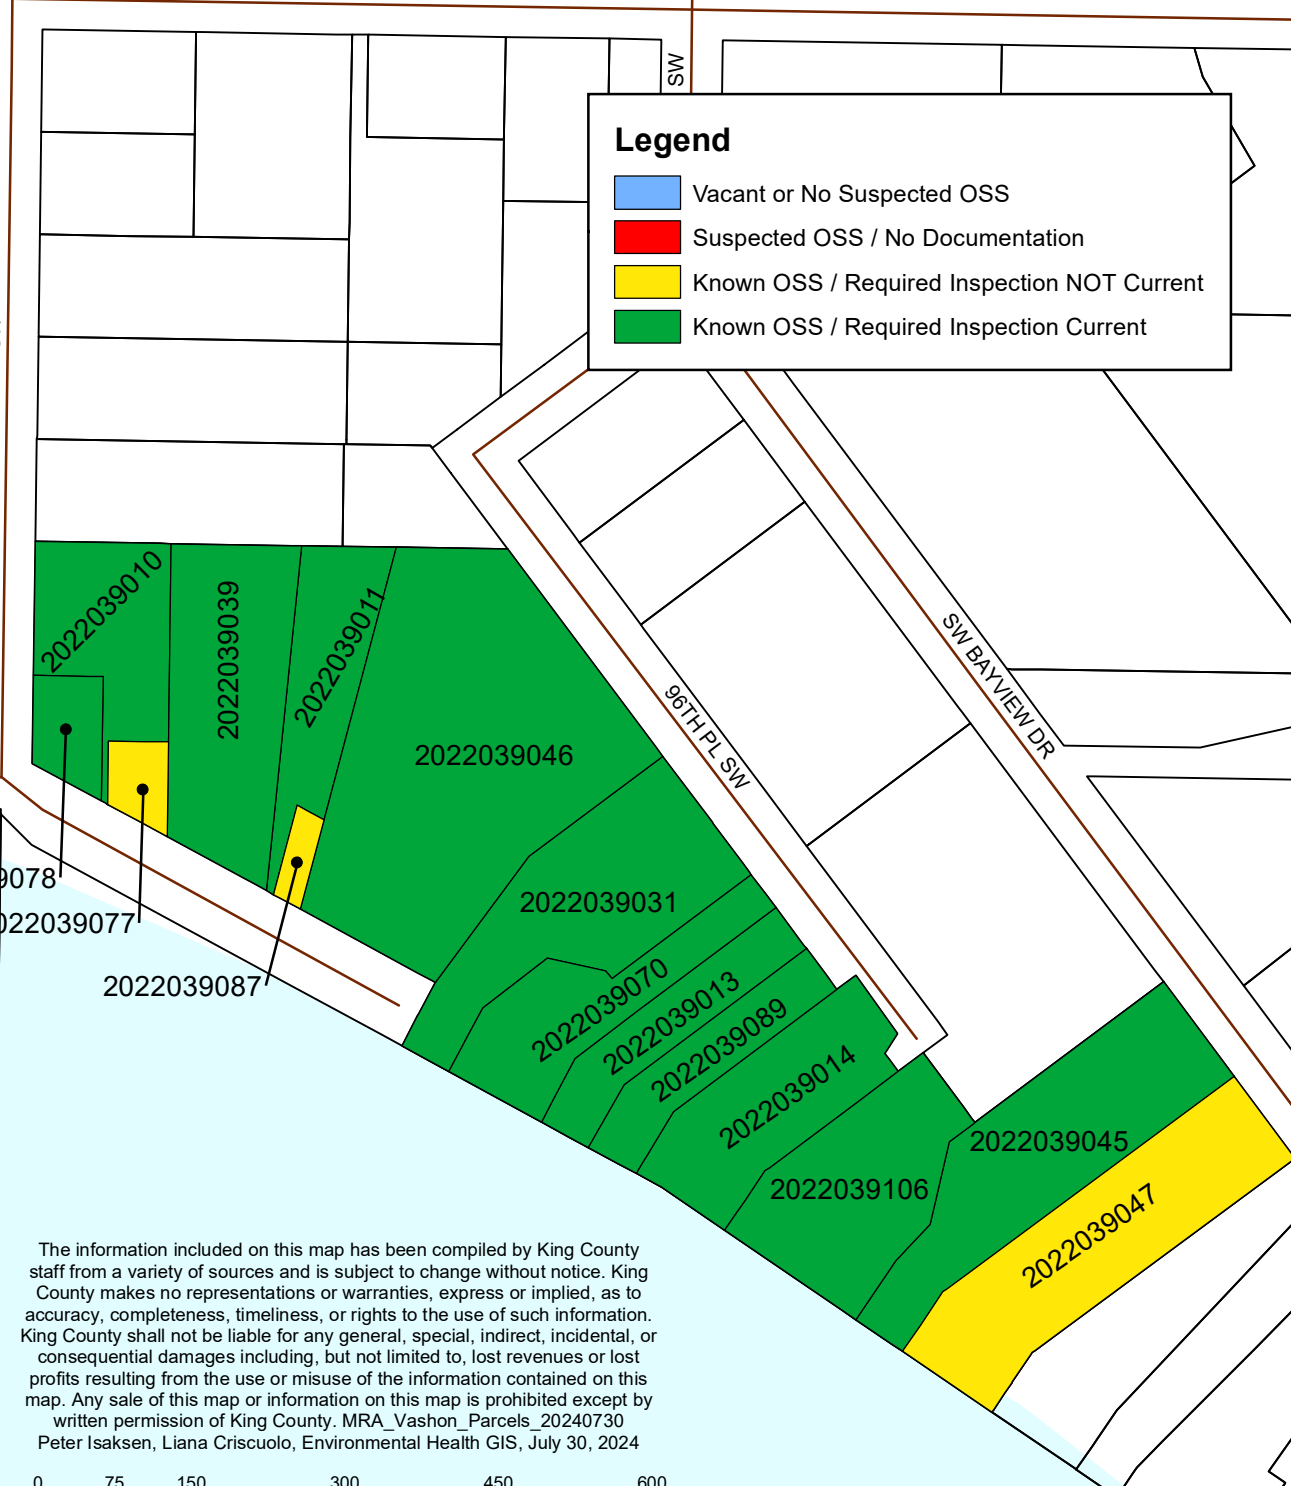 SW
Legend
Vacant or No Suspected OSS
Suspected OSS / No Documentation
Known OSS / Required Inspection NOT Current
Known OSS / Required Inspection Current
2022039010
2022039039
2022039011
2022039046
96TH PL SW
SW BAYVIEW DR
9078
022039077
2022039087
2022039031
2022039070
2022039013
2022039089
2022039014
2022039106
2022039045
2022039047
The information included on this map has been compiled by King County
staff from a variety of sources and is subject to change without notice. King
County makes no representations or warranties, express or implied, as to
accuracy, completeness, timeliness, or rights to the use of such information.
King County shall not be liable for any general, special, indirect, incidental, or
consequential damages including, but not limited to, lost revenues or lost
profits resulting from the use or misuse of the information contained on this
map. Any sale of this map or information on this map is prohibited except by
written permission of King County. MRA_Vashon_Parcels_20240730
Peter Isaksen, Liana Criscuolo, Environmental Health GIS, July 30, 2024
0 75 150 300 450 600